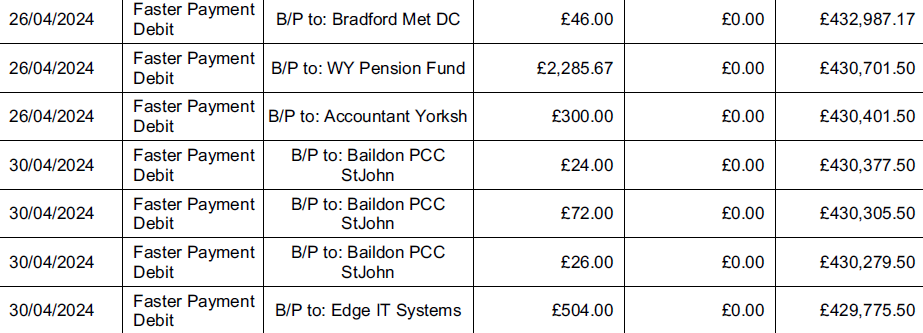 26/04/2024 Faster Payment Debit B/P to: Bradford Met DC £46.00 £0.00 £432,987.17
26/04/2024 Faster Payment Debit B/P to: WY Pension Fund £2,285.67 £0.00 £430,701.50
26/04/2024 Faster Payment Debit B/P to: Accountant Yorksh £300.00 £0.00 £430,401.50
30/04/2024 Faster Payment Debit B/P to: Baildon PCC StJohn £24.00 £0.00 £430,377.50
30/04/2024 Faster Payment Debit B/P to: Baildon PCC StJohn £72.00 £0.00 £430,305.50
30/04/2024 Faster Payment Debit B/P to: Baildon PCC StJohn £26.00 £0.00 £430,279.50
30/04/2024 Faster Payment Debit B/P to: Edge IT Systems £504.00 £0.00 £429,775.50